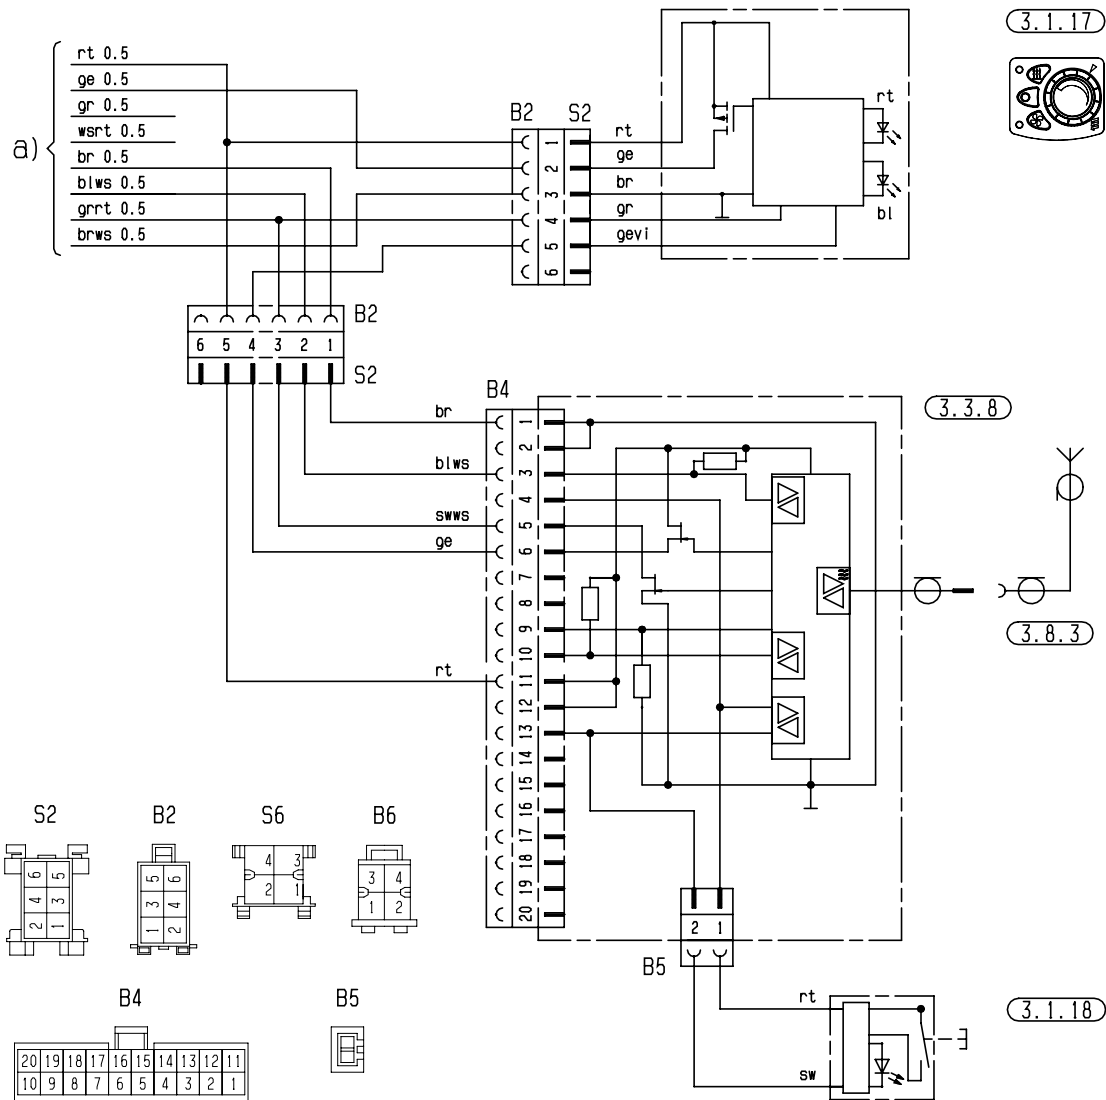 3.1.17
rt 0.5
ge 0.5
gr 0.5
wsrt 0.5
a)
br 0.5
blws 0.5
grrt 0.5
brws 0.5
B2 S2
rt
ge
br
gr
gevi
1
2
3
4
5
6
rt
bl
B2
6 5 4 3 2 1
S2
B4
3.3.8
br
blws
swws
ge
rt
1
2
3
4
5
6
7
8
9
10
11
12
13
14
15
16
17
18
19
20
3.8.3
2 1
B5
rt
sw
3.1.18
S2
6 5
4 3
2 1
B2
5 6
3 4
1 2
S6
4 3
2 1
B6
3 4
1 2
B4
20 19 18 17 16 15 14 13 12 11
10 9 8 7 6 5 4 3 2 1
B5